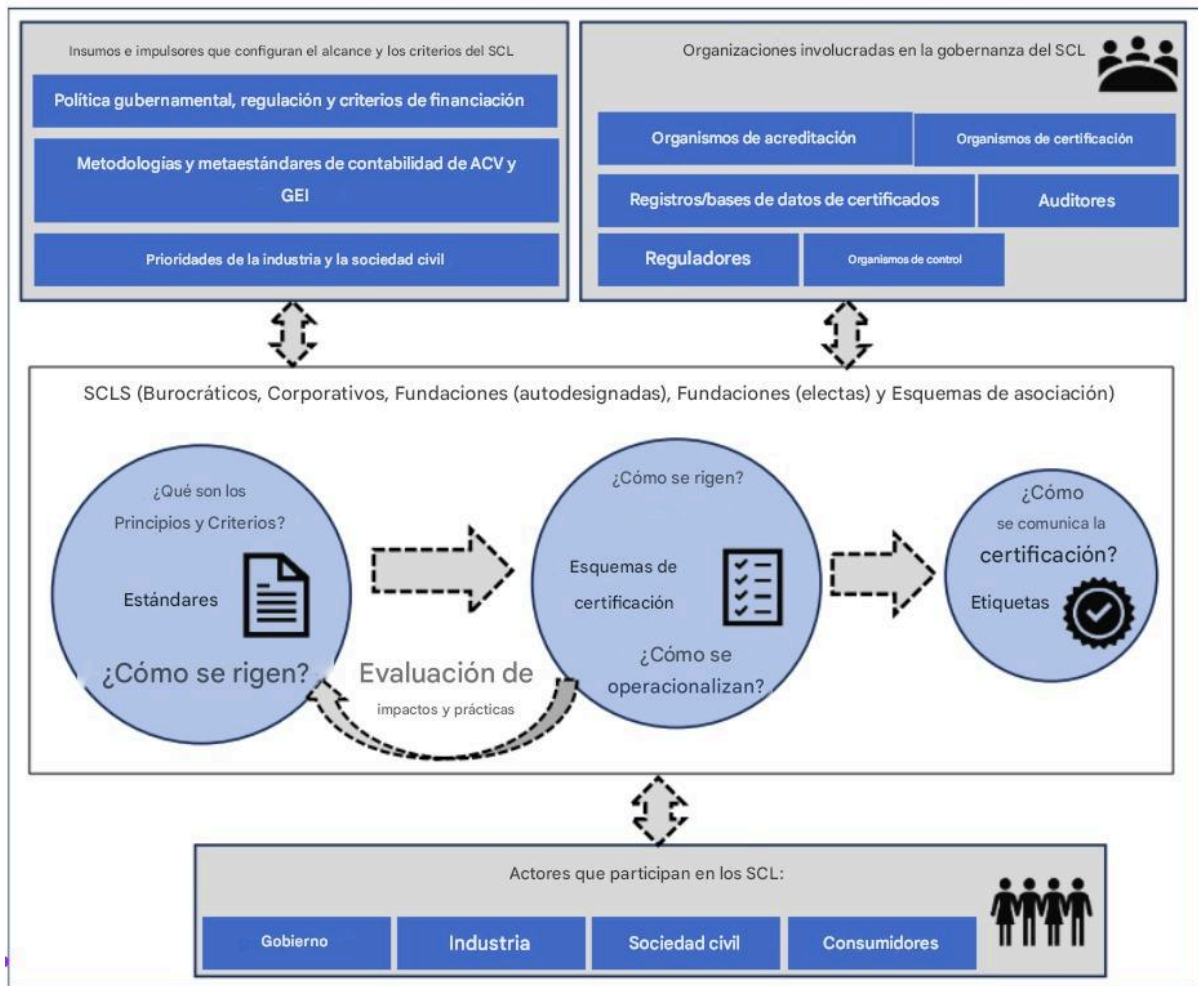 Insumos e impulsores que configuran el alcance y los criterios del SCL
Política gubernamental, regulación y criterios de financiación
Metodologías y metaestándares de contabilidad de ACV y
GEI
Prioridades de la industria y la sociedad civil
Organizaciones involucradas en la gobernanza del SCL
Organismos de acreditación
Organismos de certificación
Registros/bases de datos de certificados
Auditores
Reguladores
Organismos de control
SCLS (Burocráticos, Corporativos, Fundaciones (autodesignadas), Fundaciones (electas) y Esquemas de asociación)
¿Qué son los
Principios y Criterios?
Estándares
¿Cómo se rigen?
Evaluación de
impactos y prácticas
¿Cómo se rigen?
Esquemas de
certificación
¿Cómo se
operacionalizan?
¿Cómo
se comunica la
certificación?
Etiquetas
Actores que participan en los SCL:
Gobierno
Industria
Sociedad civil
Consumidores